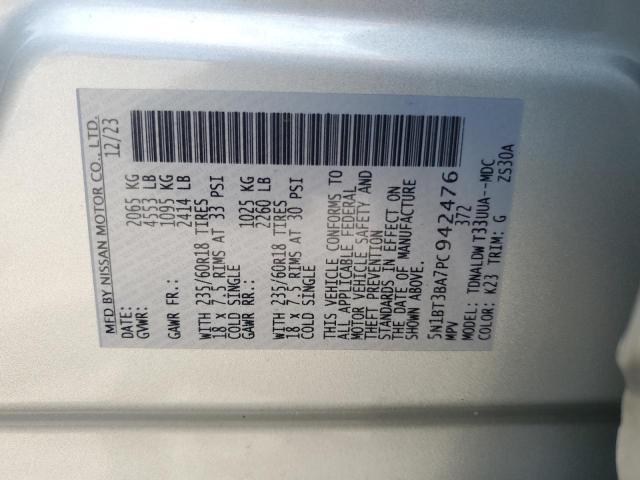 MFD BY NISSAN MOTOR CO., LTD.
DATE: 12/23
GVWR: 2065 KG
4553 LB
GAWR FR.: 1095 KG
2414 LB
WITH 235/60R18 TIRES
18 X 7.5 RIMS AT 33 PSI
COLD SINGLE
GAWR RR.: 1025 KG
2260 LB
WITH 235/60R18 TIRES
18 X 7.5 RIMS AT 30 PSI
COLD SINGLE
THIS VEHICLE CONFORMS TO
ALL APPLICABLE FEDERAL
MOTOR VEHICLE SAFETY AND
THEFT PREVENTION
STANDARDS IN EFFECT ON
THE DATE OF MANUFACTURE
SHOWN ABOVE.
5N1BT3BA7PC942476
MPV 372
MODEL: TDNALDW T33UUA--MDC
COLOR: K23 TRIM: G ZS30A